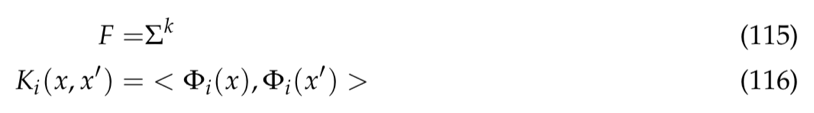 F =Σ^k (115)
K_i(x, x′) = < Φ_i(x), Φ_i(x′) > (116)